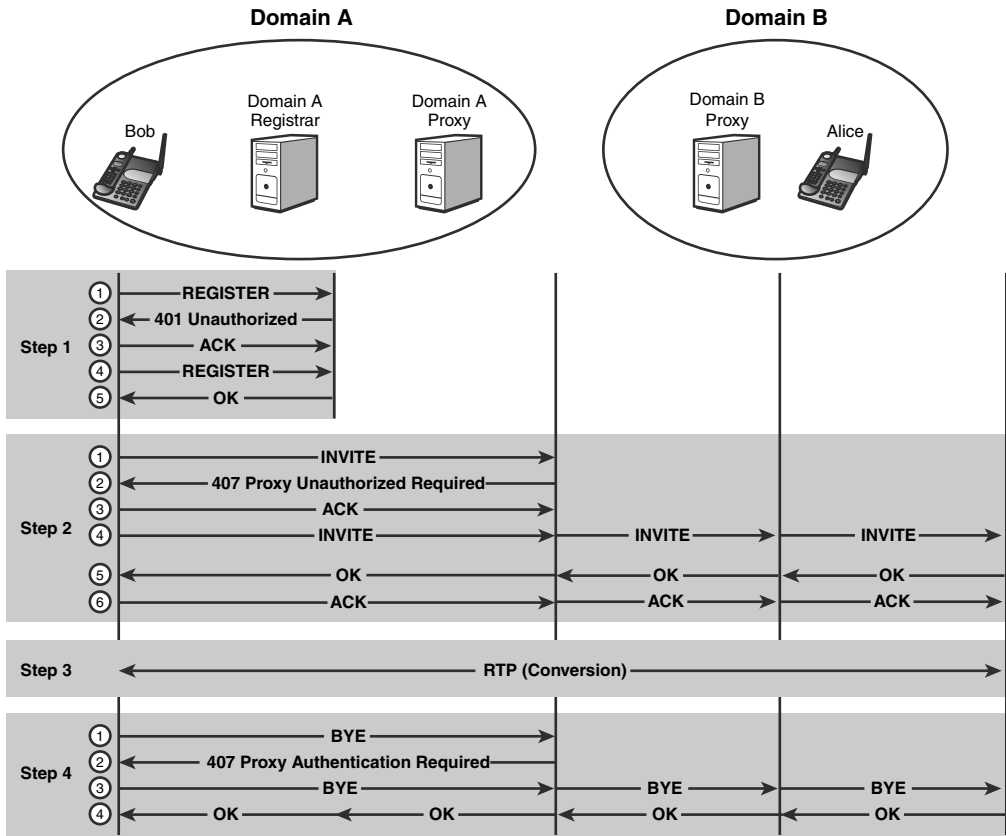 Domain A
Domain B
Bob
Domain A
Registrar
Domain A
Proxy
Domain B
Proxy
Alice
Step 1
1 REGISTER
2 401 Unauthorized
3 ACK
4 REGISTER
5 OK
Step 2
1 INVITE
2 407 Proxy Unauthorized Required
3 ACK
4 INVITE INVITE INVITE
5 OK OK OK
6 ACK ACK ACK
Step 3 RTP (Conversion)
Step 4
1 BYE
2 407 Proxy Authentication Required
3 BYE BYE BYE
4 OK OK OK OK